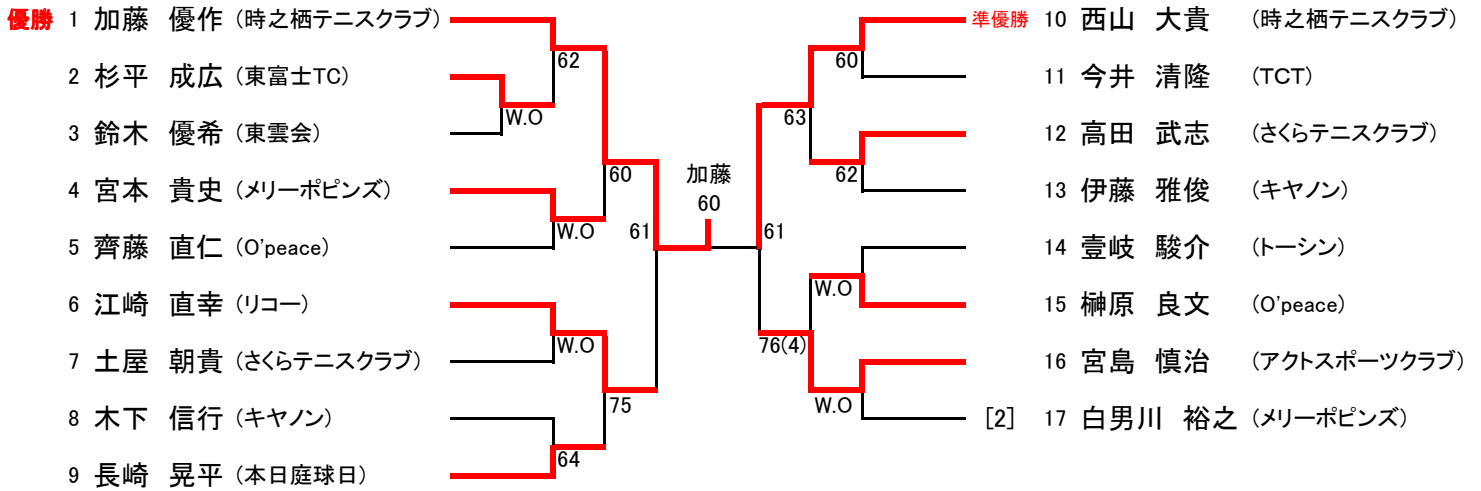 優勝 1 加藤 優作 (時之栖テニスクラブ)
2 杉平 成広 (東富士TC)
3 鈴木 優希 (東雲会)
4 宮本 貴史 (メリーポピンズ)
5 齊藤 直仁 (O'peace)
6 江崎 直幸 (リコー)
7 土屋 朝貴 (さくらテニスクラブ)
8 木下 信行 (キヤノン)
9 長崎 晃平 (本日庭球日)
62
W.O
60
W.O
61
W.O
75
64
加藤
60
60
63
62
61
W.O
76(4)
W.O
準優勝 10 西山 大貴 (時之栖テニスクラブ)
11 今井 清隆 (TCT)
12 高田 武志 (さくらテニスクラブ)
13 伊藤 雅俊 (キヤノン)
14 壹岐 駿介 (トーシン)
15 榊原 良文 (O'peace)
16 宮島 慎治 (アクトスポーツクラブ)
[2] 17 白男川 裕之 (メリーポピンズ)